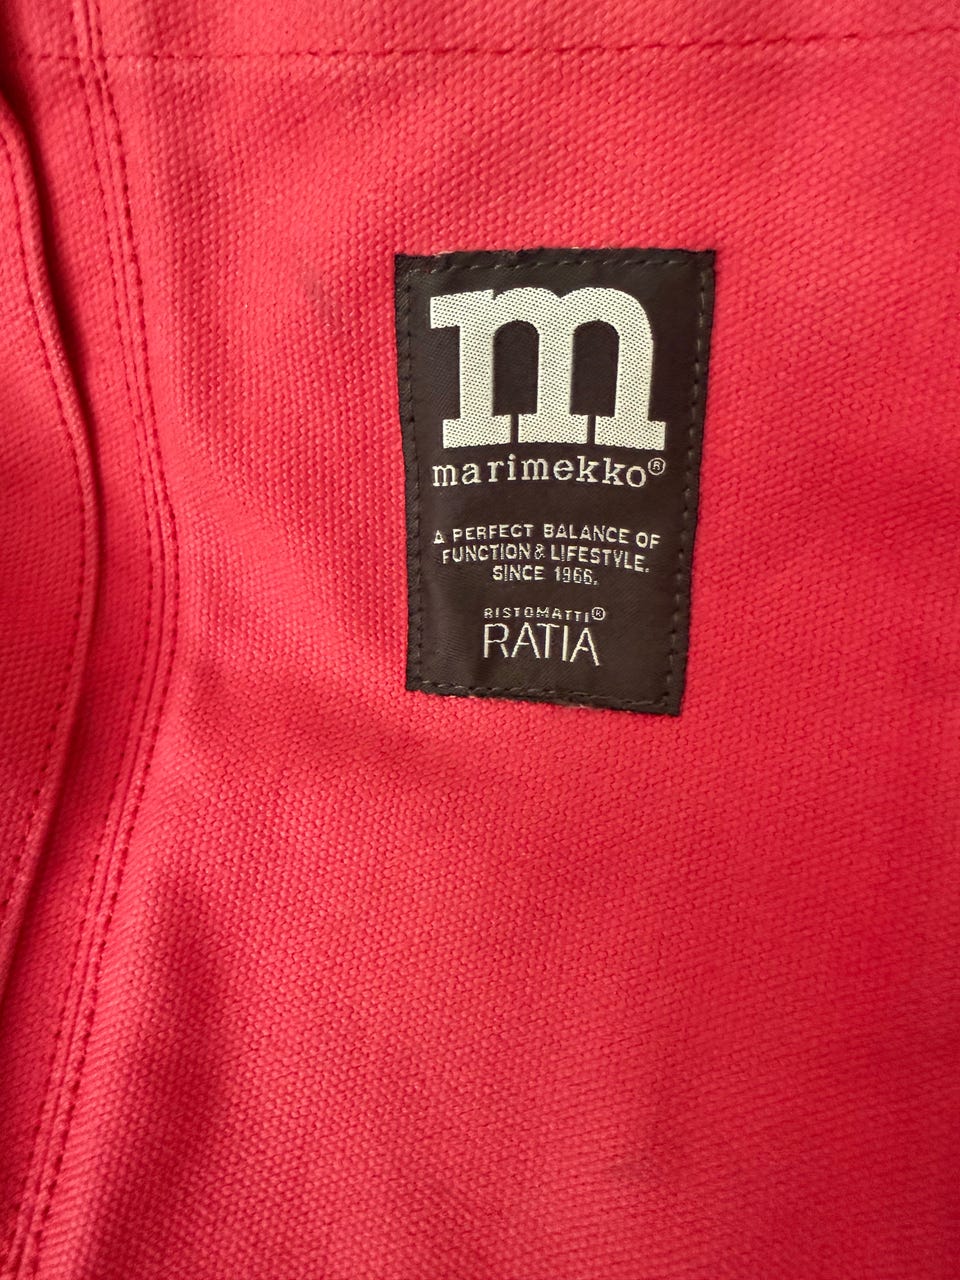 m
marimekko®
A PERFECT BALANCE OF
FUNCTION & LIFESTYLE.
SINCE 1966.
RISTOMATTI®
RATIA